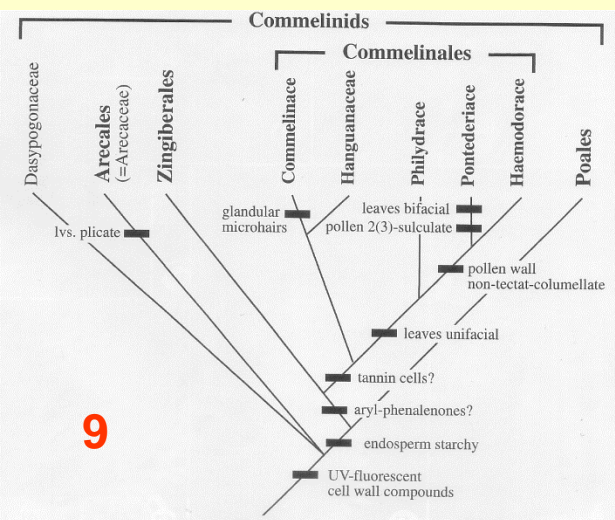 Commelinids
Commelinales
Dasypogonaceae
Arecales
(=Arecaceae)
Zingiberales
Commelinace
Hanguanaceae
Philydrace
Pontederiace
Haemodorace
Poales
glandular
microhairs
leaves bifacial
pollen 2(3)-sulculate
lvs. plicate
pollen wall
non-tectat-columellate
leaves unifacial
tannin cells?
aryl-phenalenones?
endosperm starchy
UV-fluorescent
cell wall compounds
9